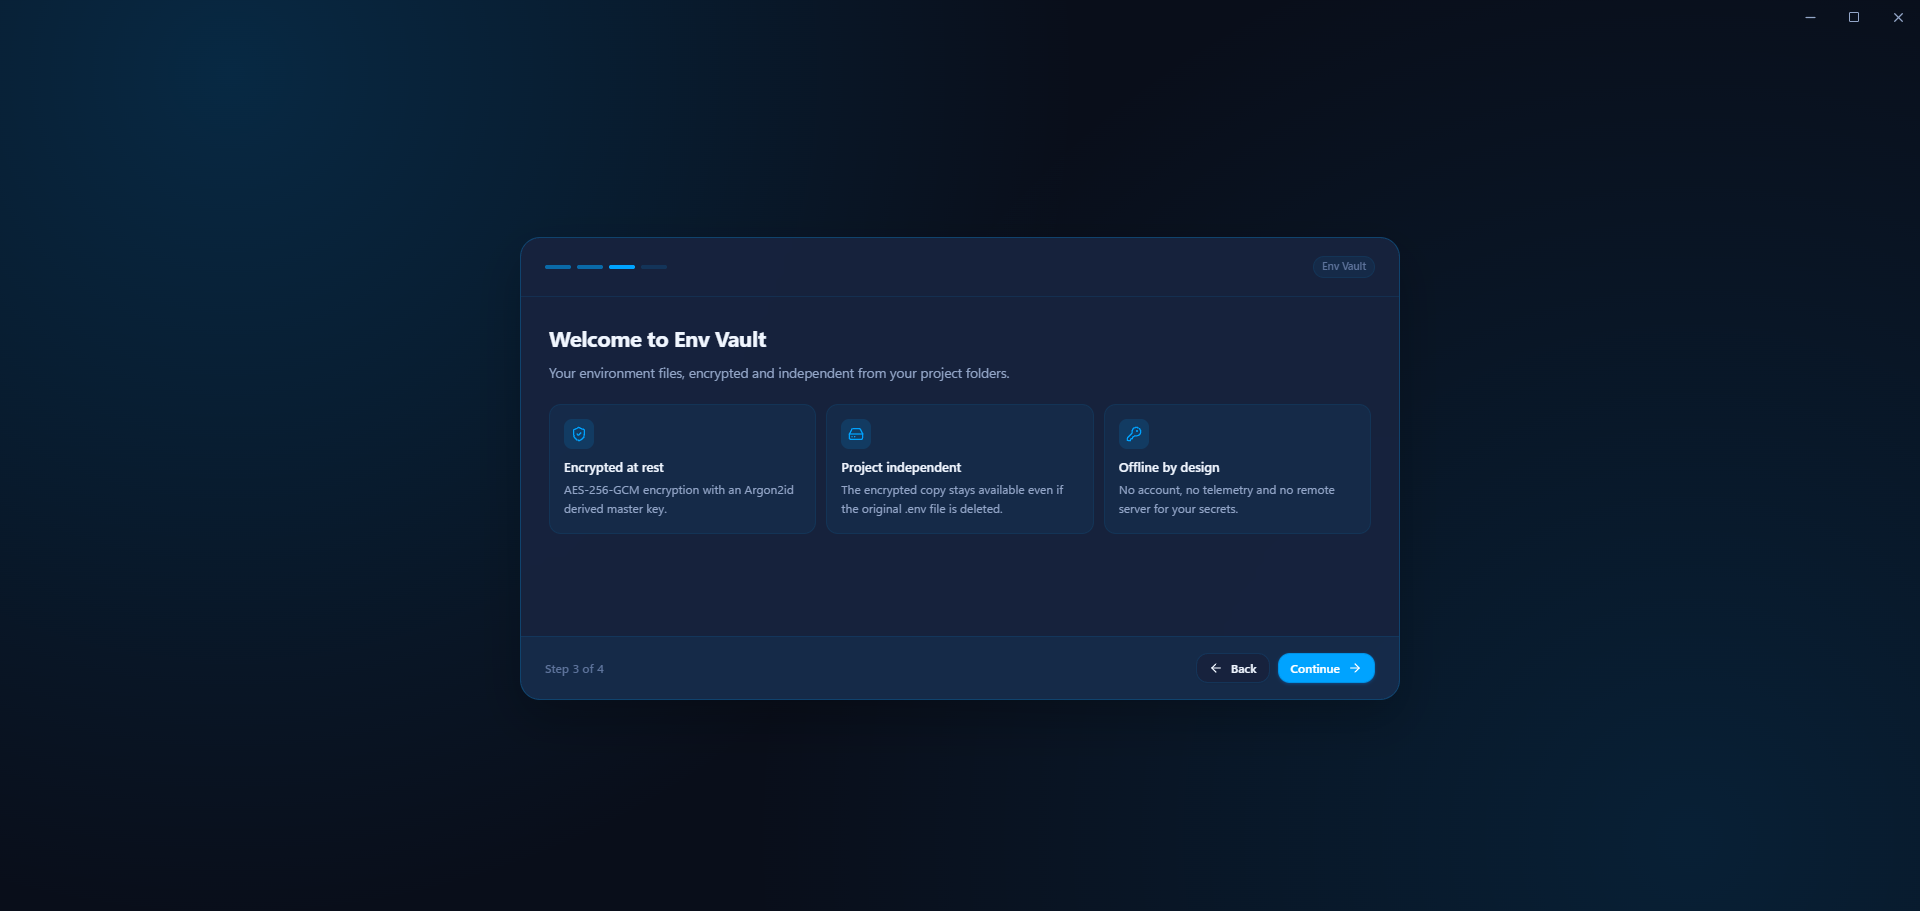 Env Vault
Welcome to Env Vault
Your environment files, encrypted and independent from your project folders.
Encrypted at rest
AES-256-GCM encryption with an Argon2id
derived master key.
Project independent
The encrypted copy stays available even if
the original .env file is deleted.
Offline by design
No account, no telemetry and no remote
server for your secrets.
Step 3 of 4
Back
Continue